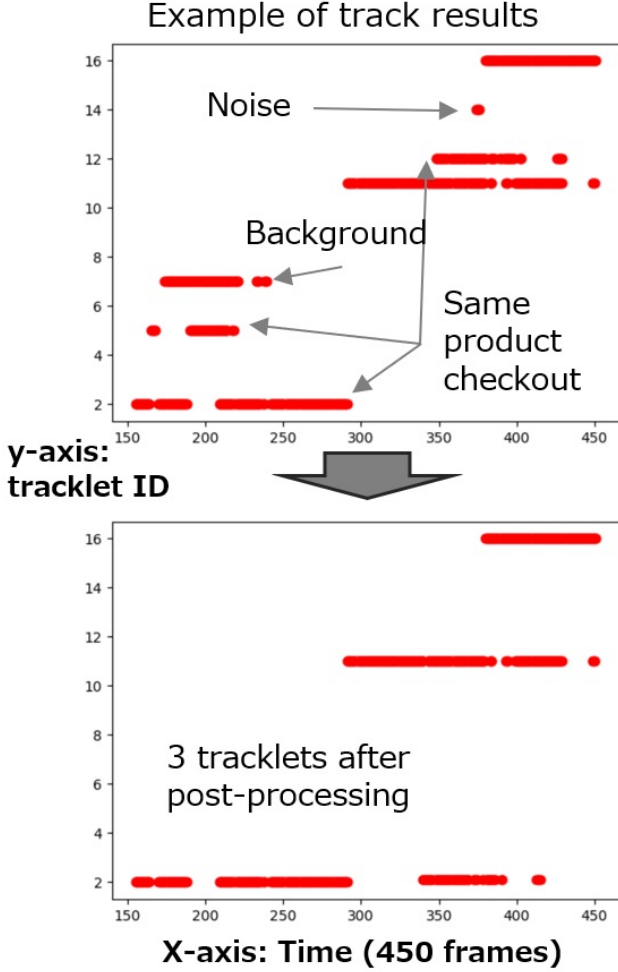 Example of track results
16
14
12
10
8
6
4
2
Noise
Background
Same
product
checkout
150 200 250 300 350 400 450
y-axis:
tracklet ID
16
14
12
10
8
6
4
2
3 tracklets after
post-processing
150 200 250 300 350 400 450
X-axis: Time (450 frames)